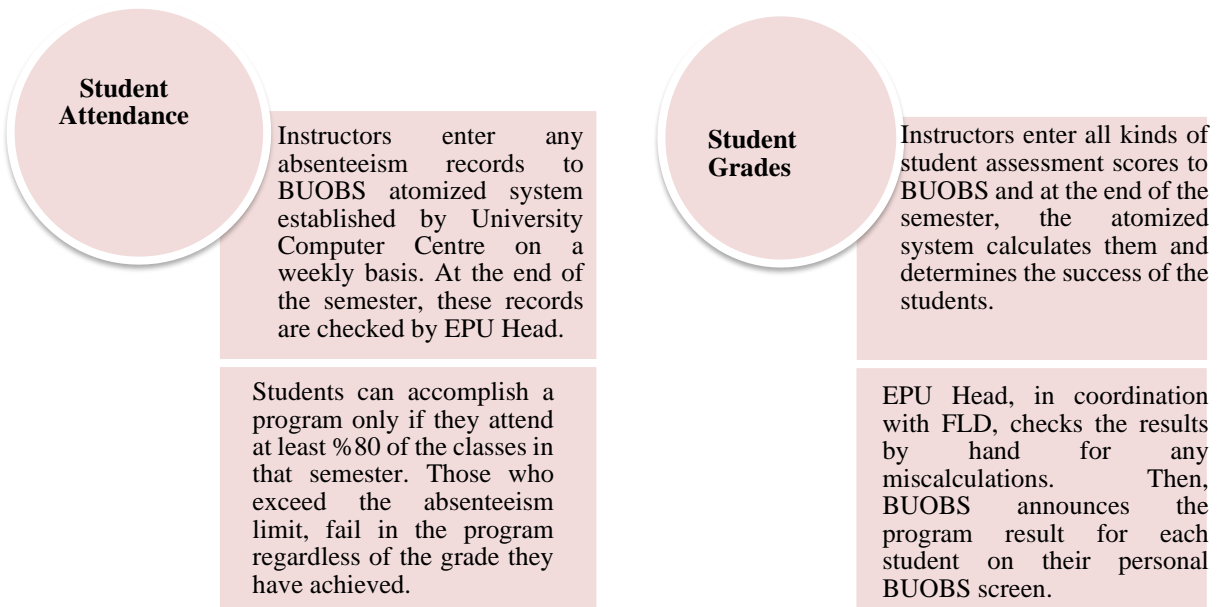 Student
Attendance
Instructors enter any
absenteeism records to
BUOBS atomized system
established by University
Computer Centre on a
weekly basis. At the end of
the semester, these records
are checked by EPU Head.
Students can accomplish a
program only if they attend
at least %80 of the classes in
that semester. Those who
exceed the absenteeism
limit, fail in the program
regardless of the grade they
have achieved.
Student
Grades
Instructors enter all kinds of
student assessment scores to
BUOBS and at the end of the
semester, the atomized
system calculates them and
determines the success of the
students.
EPU Head, in coordination
with FLD, checks the results
by hand for any
miscalculations. Then,
BUOBS announces the
program result for each
student on their personal
BUOBS screen.